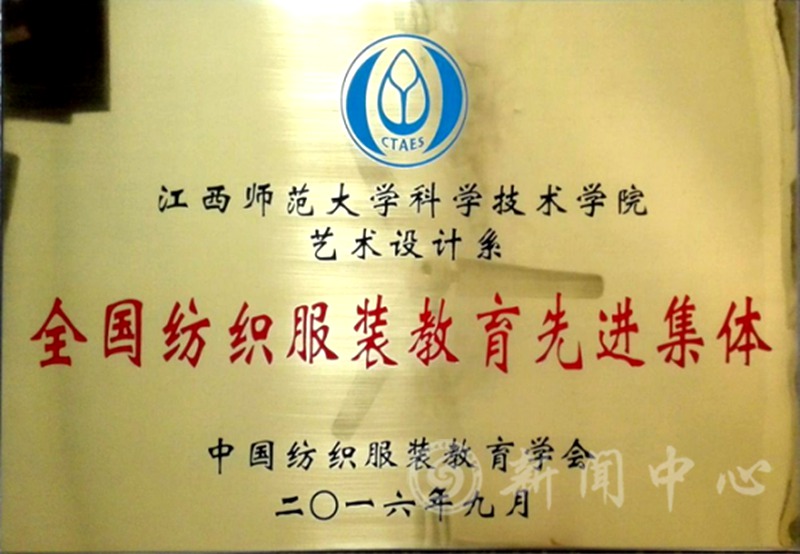 CTAES
江西师范大学科学技术学院
艺术设计系
全国纺织服装教育先进集体
中国纺织服装教育学会
新闻中心
二〇一六年九月